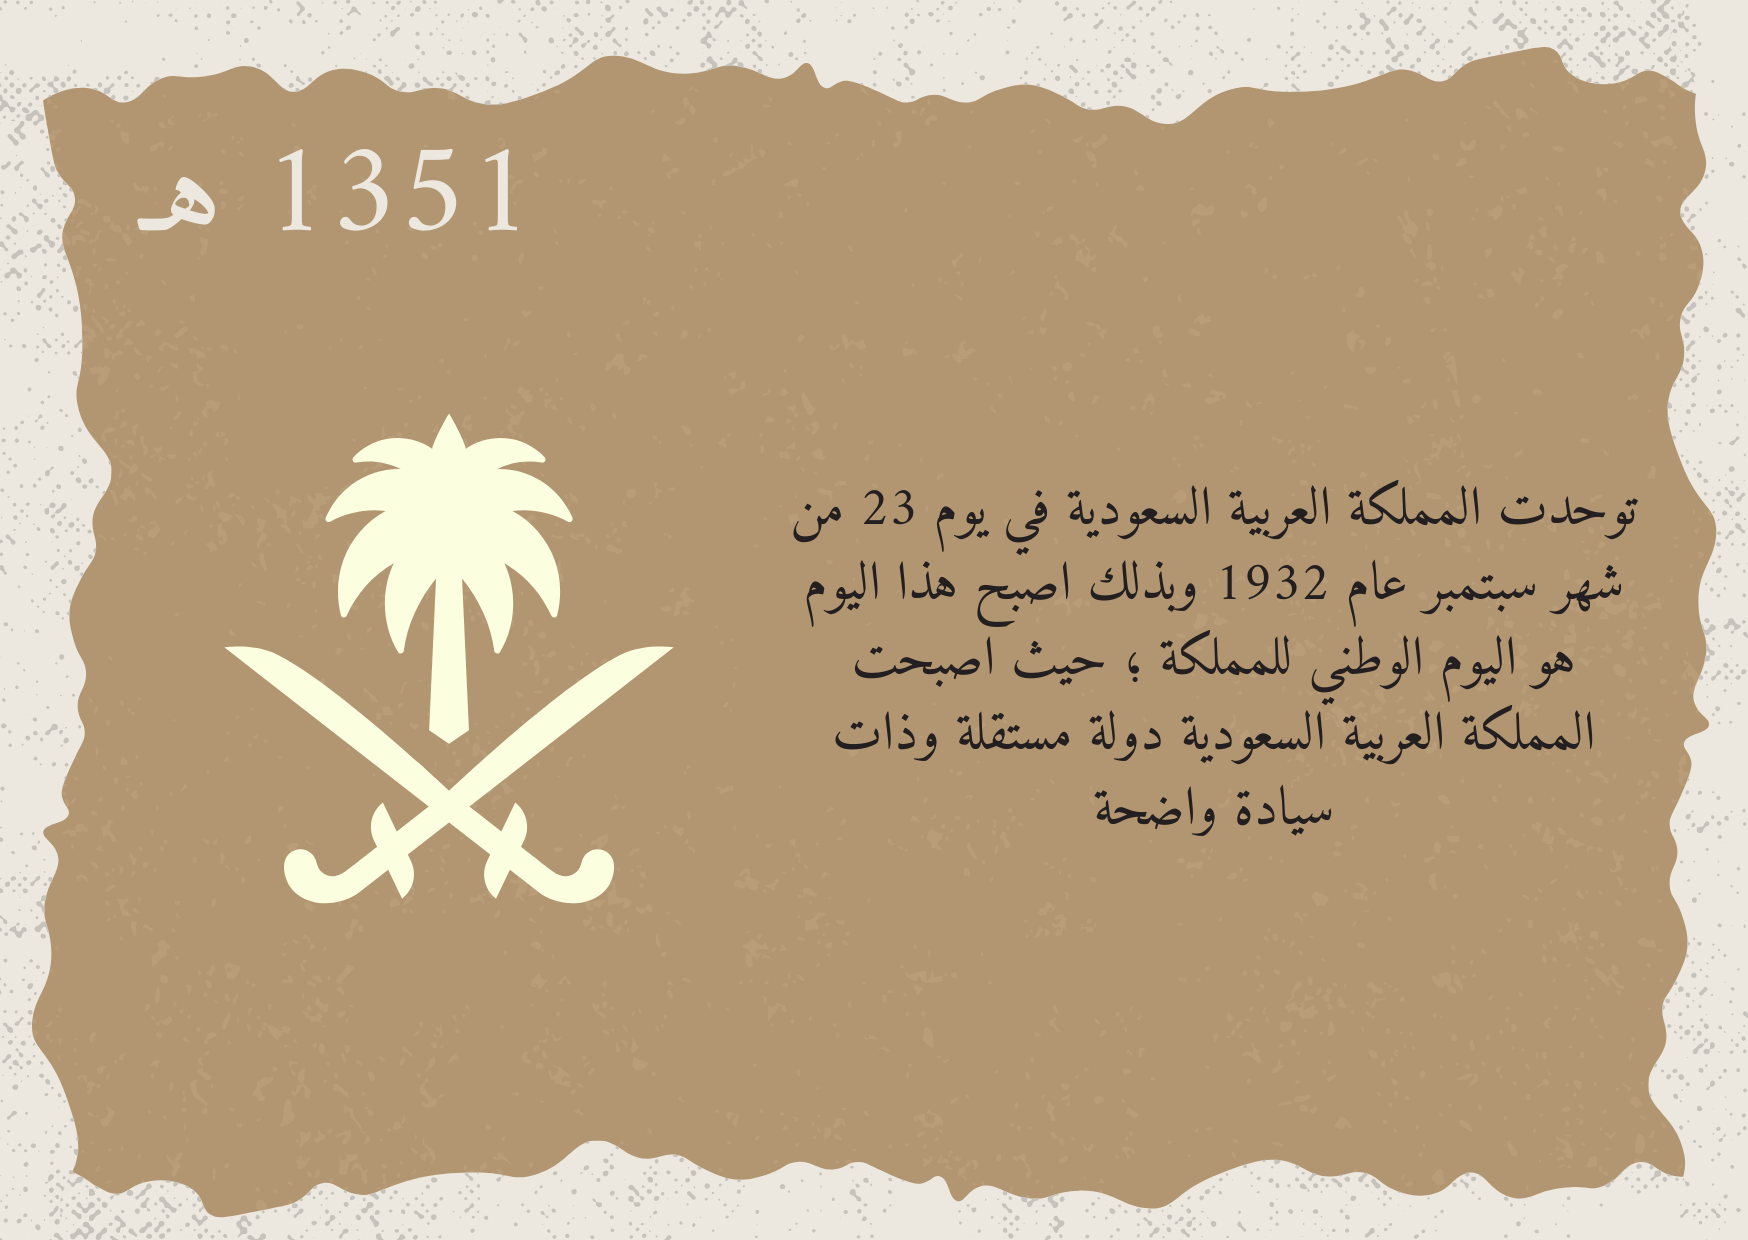 1351 هـ
توحدت المملكة العربية السعودية في يوم 23 من
شهر سبتمبر عام 1932 وبذلك اصبح هذا اليوم
هو اليوم الوطني للمملكة ؛ حيث اصبحت
المملكة العربية السعودية دولة مستقلة وذات
سيادة واضحة